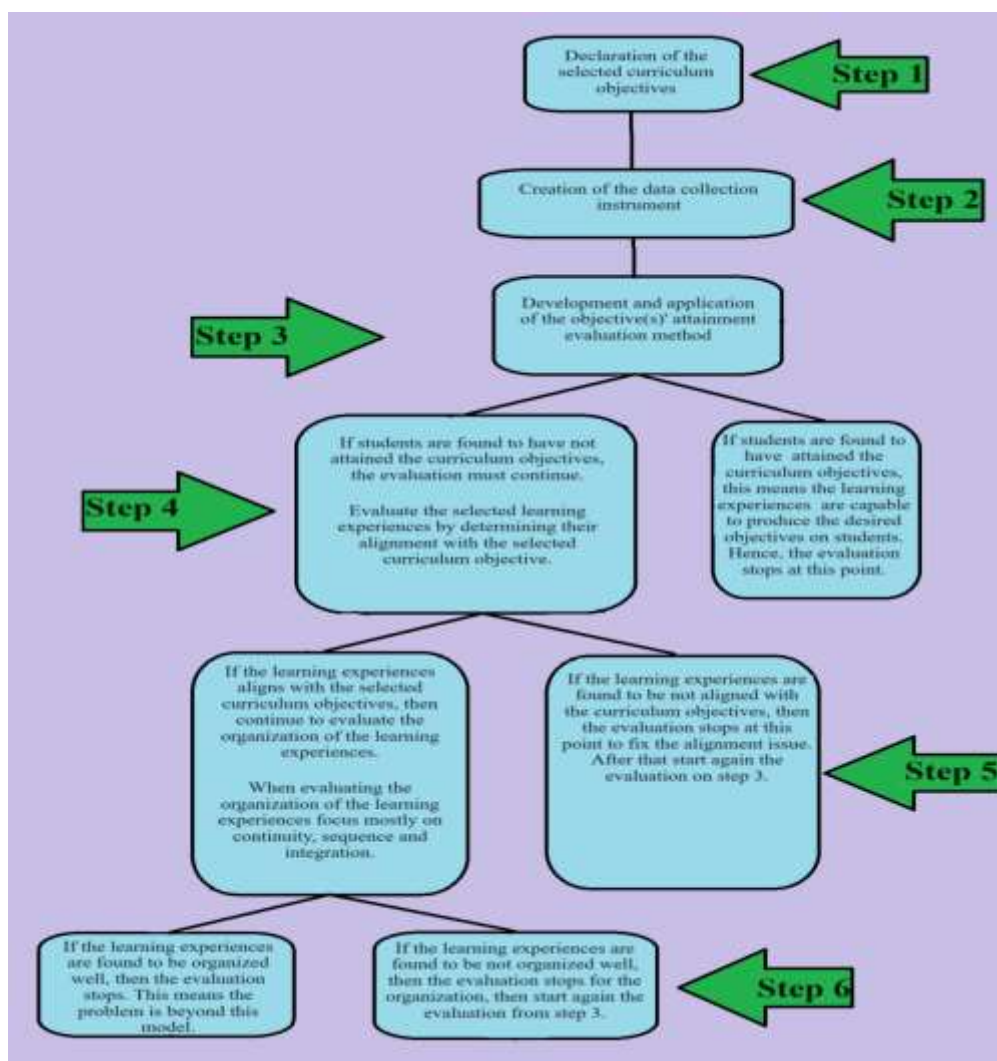 Declaration of the
selected curriculum
objectives
Step 1
Creation of the data collection
instrument
Step 2
Development and application
of the objective(s)' attainment
evaluation method
Step 3
If students are found to have not
attained the curriculum objectives,
the evaluation must continue.
Evaluate the selected learning
experiences by determining their
alignment with the selected
curriculum objective.
Step 4
If students are found to
have attained the
curriculum objectives,
this means the learning
experiences are capable
to produce the desired
objectives on students.
Hence, the evaluation
stops at this point.
If the learning experiences
aligns with the selected
curriculum objectives, then
continue to evaluate the
organization of the learning
experiences.
When evaluating the
organization of the learning
experiences focus mostly on
continuity, sequence and
integration.
If the learning experiences are
found to be not aligned with
the curriculum objectives, then
the evaluation stops at this
point to fix the alignment issue.
After that start again the
evaluation on step 3.
Step 5
If the learning experiences
are found to be organized
well, then the evaluation
stops. This means the
problem is beyond this
model.
If the learning experiences are
found to be not organized well,
then the evaluation stops for the
organization, then start again the
evaluation from step 3.
Step 6